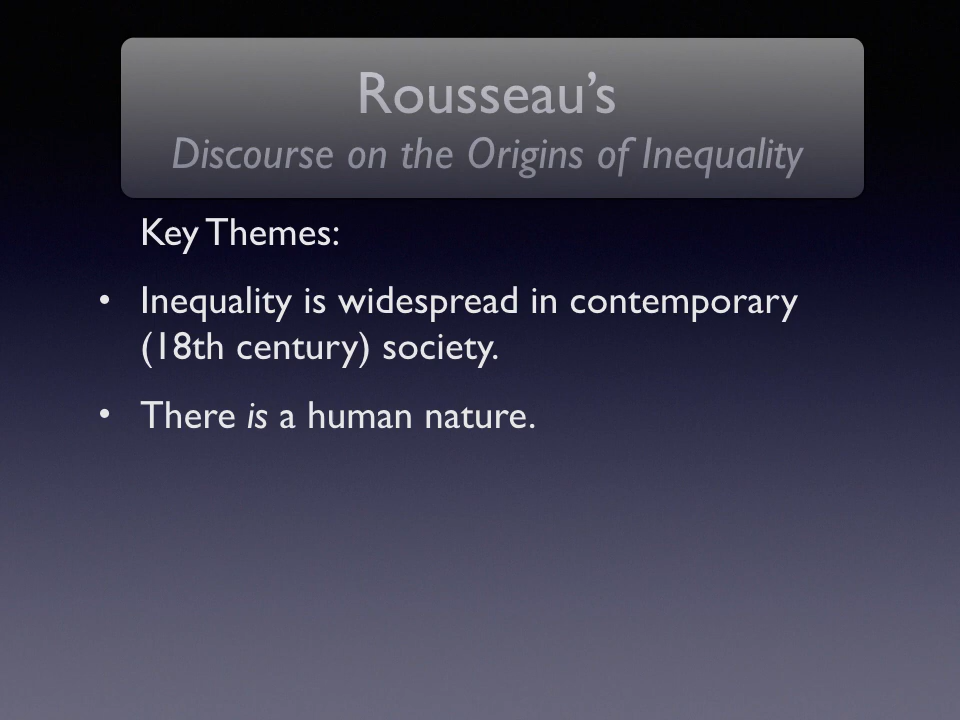 Rousseau’s
Discourse on the Origins of Inequality
Key Themes:
• Inequality is widespread in contemporary
(18th century) society.
• There is a human nature.